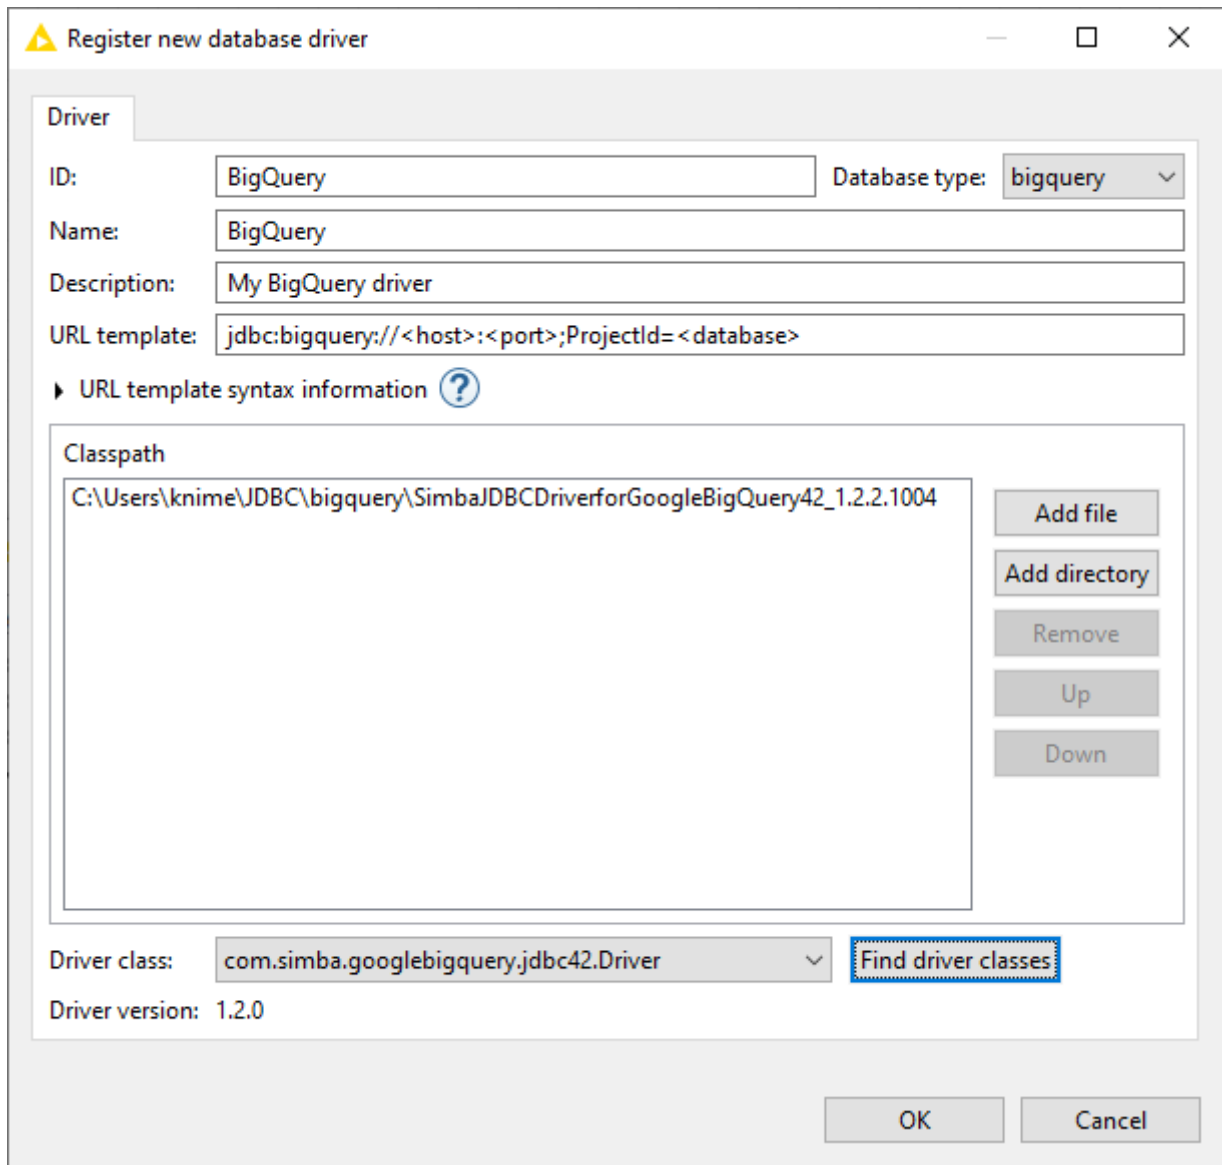 Register new database driver
Driver
ID: BigQuery Database type: bigquery
Name: BigQuery
Description: My BigQuery driver
URL template: jdbc:bigquery://<host>:<port>;ProjectId=<database>
URL template syntax information ?
Classpath
C:\Users\knime\JDBC\bigquery\SimbaJDBCDriverforGoogleBigQuery42_1.2.2.1004
Add file
Add directory
Remove
Up
Down
Driver class: com.simba.googlebigquery.jdbc42.Driver Find driver classes
Driver version: 1.2.0
OK Cancel